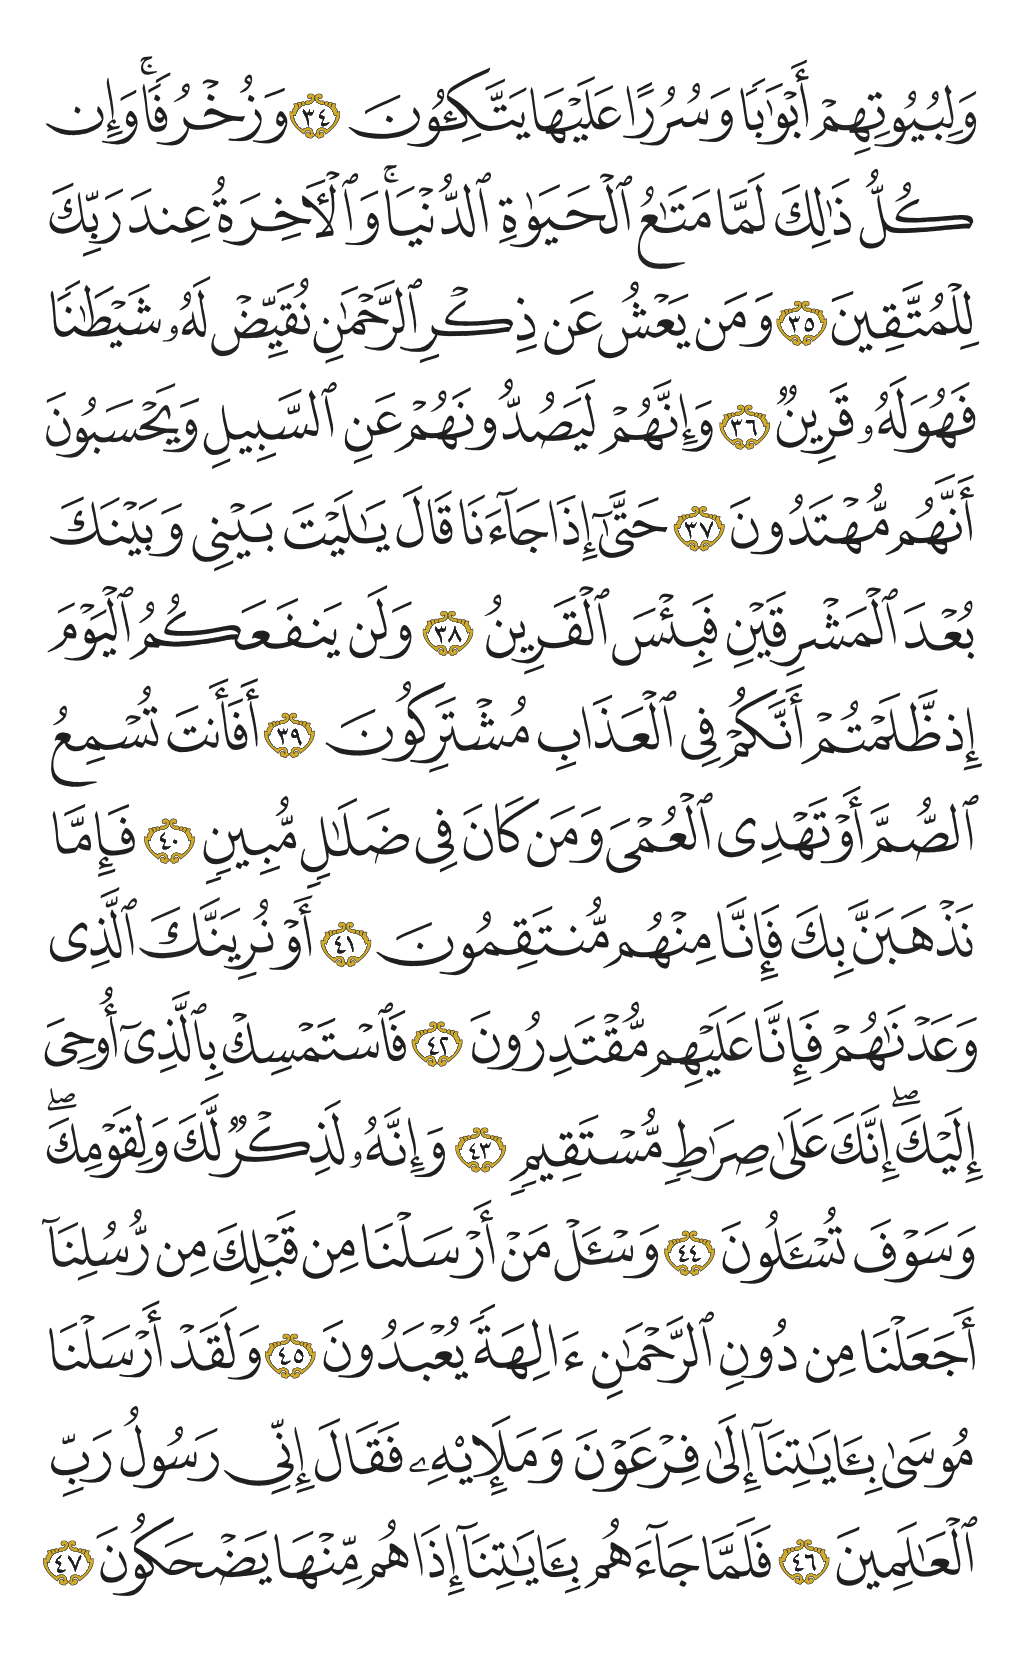 وَلِبُيُوتِهِمۡ أَبۡوَٰبٗا وَسُرُرًا عَلَيۡهَا يَتَّكِـُٔونَ ٣٤ وَزُخۡرُفٗاۚ وَإِن
كُلُّ ذَٰلِكَ لَمَّا مَتَٰعُ ٱلۡحَيَوٰةِ ٱلدُّنۡيَاۚ وَٱلۡأٓخِرَةُ عِندَ رَبِّكَ
لِلۡمُتَّقِينَ ٣٥ وَمَن يَعۡشُ عَن ذِكۡرِ ٱلرَّحۡمَٰنِ نُقَيِّضۡ لَهُۥ شَيۡطَٰنٗا
فَهُوَ لَهُۥ قَرِينٞ ٣٦ وَإِنَّهُمۡ لَيَصُدُّونَهُمۡ عَنِ ٱلسَّبِيلِ وَيَحۡسَبُونَ
أَنَّهُم مُّهۡتَدُونَ ٣٧ حَتَّىٰٓ إِذَا جَآءَنَا قَالَ يَٰلَيۡتَ بَيۡنِي وَبَيۡنَكَ
بُعۡدَ ٱلۡمَشۡرِقَيۡنِ فَبِئۡسَ ٱلۡقَرِينُ ٣٨ وَلَن يَنفَعَكُمُ ٱلۡيَوۡمَ
إِذ ظَّلَمۡتُمۡ أَنَّكُمۡ فِي ٱلۡعَذَابِ مُشۡتَرِكُونَ ٣٩ أَفَأَنتَ تُسۡمِعُ
ٱلصُّمَّ أَوۡ تَهۡدِي ٱلۡعُمۡيَ وَمَن كَانَ فِي ضَلَٰلٖ مُّبِينٖ ٤٠ فَإِمَّا
نَذۡهَبَنَّ بِكَ فَإِنَّا مِنۡهُم مُّنتَقِمُونَ ٤١ أَوۡ نُرِيَنَّكَ ٱلَّذِي
وَعَدۡنَٰهُمۡ فَإِنَّا عَلَيۡهِم مُّقۡتَدِرُونَ ٤٢ فَٱسۡتَمۡسِكۡ بِٱلَّذِيٓ أُوحِيَ
إِلَيۡكَۖ إِنَّكَ عَلَىٰ صِرَٰطٖ مُّسۡتَقِيمٖ ٤٣ وَإِنَّهُۥ لَذِكۡرٞ لَّكَ وَلِقَوۡمِكَۖ
وَسَوۡفَ تُسۡـَٔلُونَ ٤٤ وَسۡـَٔلۡ مَنۡ أَرۡسَلۡنَا مِن قَبۡلِكَ مِن رُّسُلِنَآ
أَجَعَلۡنَا مِن دُونِ ٱلرَّحۡمَٰنِ ءَالِهَةٗ يُعۡبَدُونَ ٤٥ وَلَقَدۡ أَرۡسَلۡنَا
مُوسَىٰ بِـَٔايَٰتِنَآ إِلَىٰ فِرۡعَوۡنَ وَمَلَإِيْهِۦ فَقَالَ إِنِّي رَسُولُ رَبِّ
ٱلۡعَٰلَمِينَ ٤٦ فَلَمَّا جَآءَهُم بِـَٔايَٰتِنَآ إِذَا هُم مِّنۡهَا يَضۡحَكُونَ ٤٧